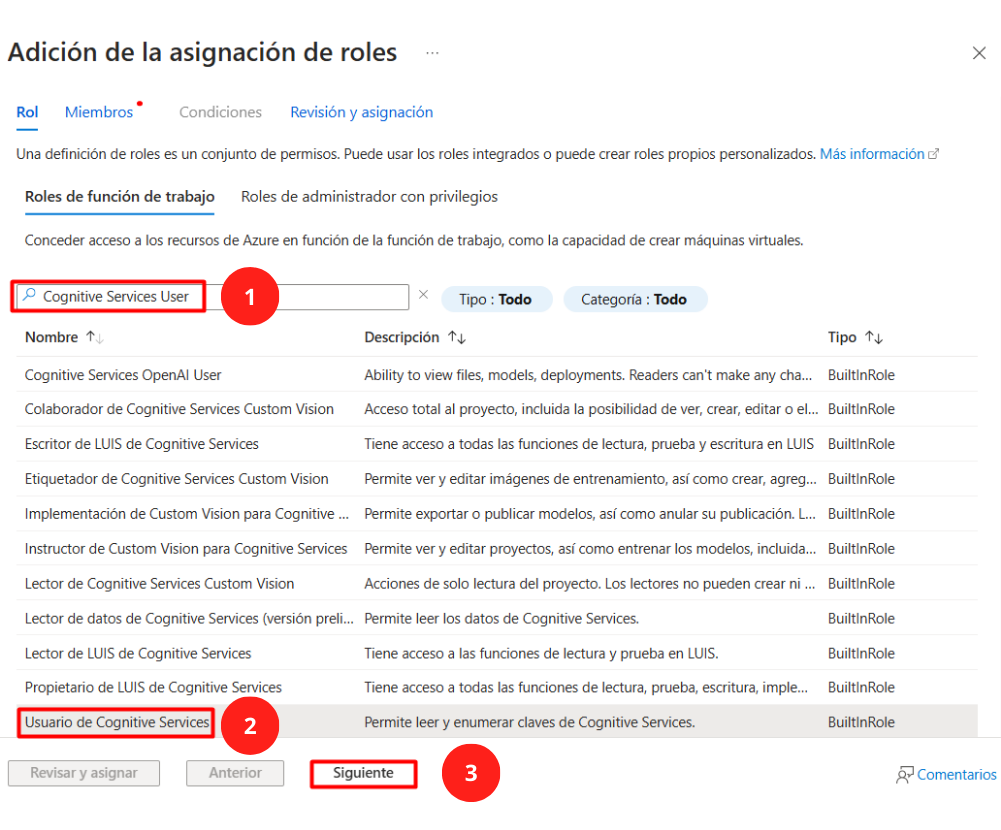 Adición de la asignación de roles ...
Rol Miembros Condiciones Revisión y asignación
Una definición de roles es un conjunto de permisos. Puede usar los roles integrados o puede crear roles propios personalizados. Más información
Roles de función de trabajo Roles de administrador con privilegios
Conceder acceso a los recursos de Azure en función de la función de trabajo, como la capacidad de crear máquinas virtuales.
Cognitive Services User 1 Tipo : Todo Categoría : Todo
Nombre ↑↓ Descripción ↑↓ Tipo ↑↓
Cognitive Services OpenAI User Ability to view files, models, deployments. Readers can't make any cha... BuiltInRole
Colaborador de Cognitive Services Custom Vision Acceso total al proyecto, incluida la posibilidad de ver, crear, editar o el... BuiltInRole
Escritor de LUIS de Cognitive Services Tiene acceso a todas las funciones de lectura, prueba y escritura en LUIS BuiltInRole
Etiquetador de Cognitive Services Custom Vision Permite ver y editar imágenes de entrenamiento, así como crear, agreg... BuiltInRole
Implementación de Custom Vision para Cognitive ... Permite exportar o publicar modelos, así como anular su publicación. L... BuiltInRole
Instructor de Custom Vision para Cognitive Services Permite ver y editar proyectos, así como entrenar los modelos, incluida... BuiltInRole
Lector de Cognitive Services Custom Vision Acciones de solo lectura del proyecto. Los lectores no pueden crear ni ... BuiltInRole
Lector de datos de Cognitive Services (versión preli... Permite leer los datos de Cognitive Services. BuiltInRole
Lector de LUIS de Cognitive Services Tiene acceso a las funciones de lectura y prueba en LUIS. BuiltInRole
Propietario de LUIS de Cognitive Services Tiene acceso a todas las funciones de lectura, prueba, escritura, imple... BuiltInRole
Usuario de Cognitive Services 2 Permite leer y enumerar claves de Cognitive Services. BuiltInRole
Revisar y asignar Anterior Siguiente 3 Comentarios